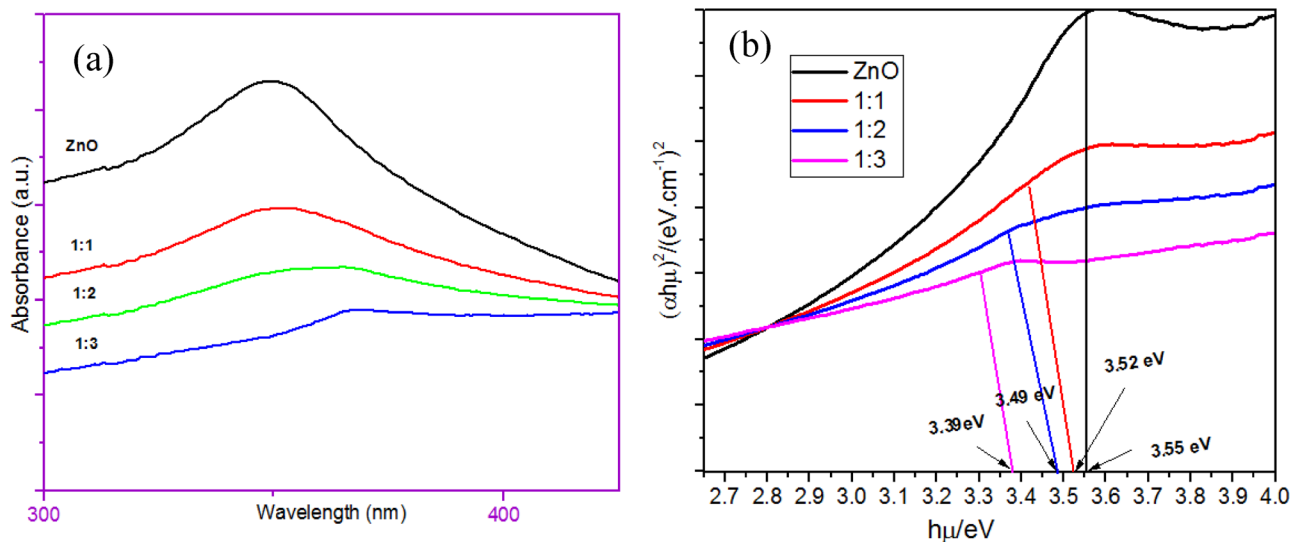 (a)
ZnO
1:1
1:2
1:3
Absorbance (a.u.)
300
400
Wavelength (nm)
(b)
ZnO
1:1
1:2
1:3
(αhμ)²/(eV.cm⁻¹)²
3.52 eV
3.49 eV
3.39eV
3.55 eV
2.7 2.8 2.9 3.0 3.1 3.2 3.3 3.4 3.5 3.6 3.7 3.8 3.9 4.0
hμ/eV